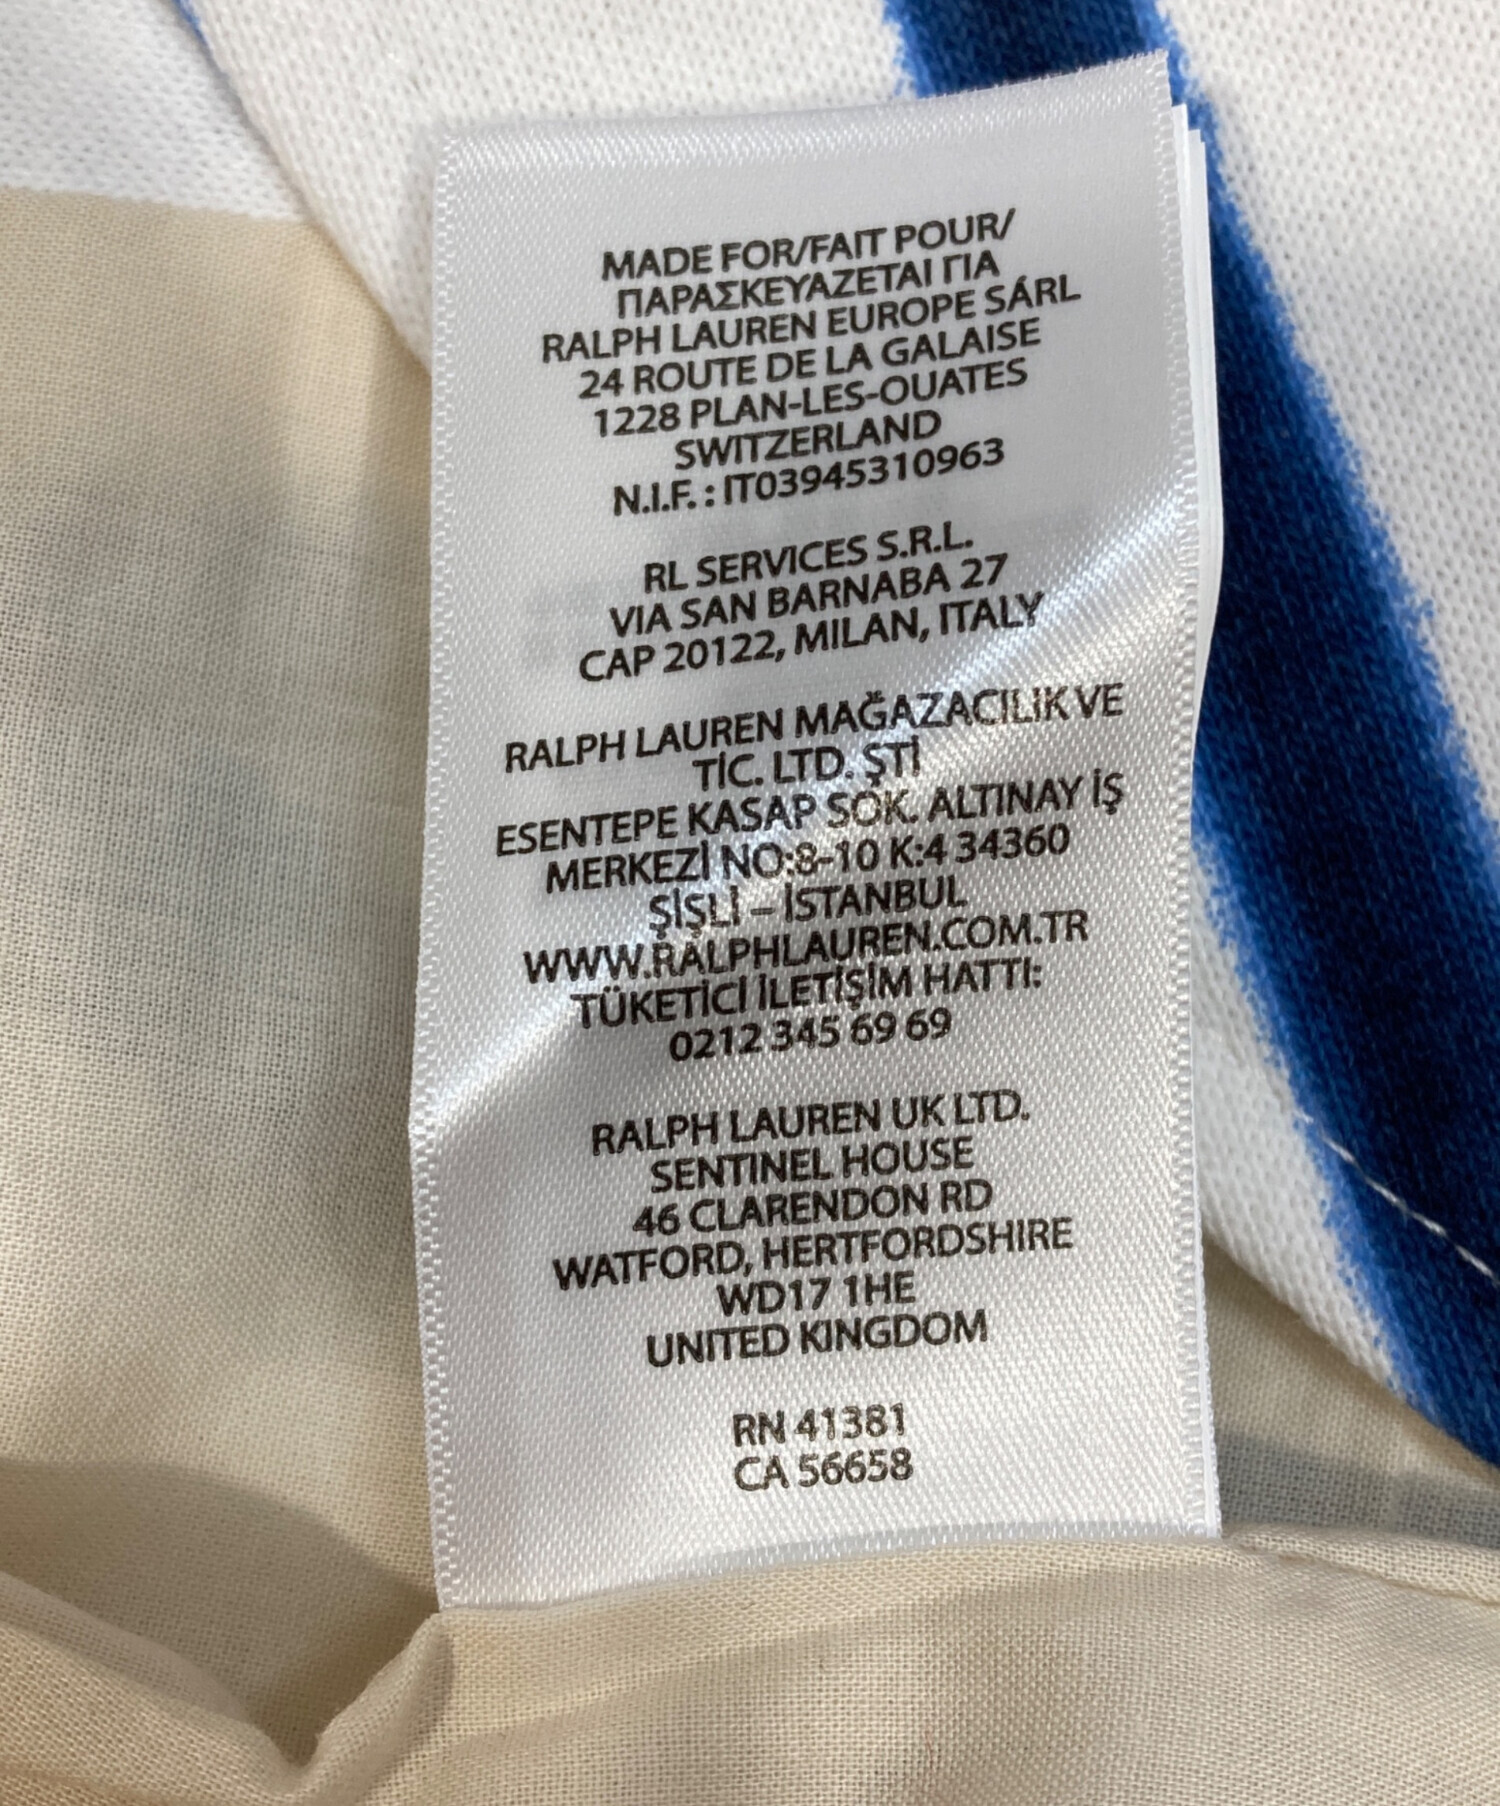 MADE FOR/FAIT POUR/
ΠΑΡΑΣΚΕΥΑΖΕΤΑΙ ΓΙΑ
RALPH LAUREN EUROPE SÁRL
24 ROUTE DE LA GALAISE
1228 PLAN-LES-OUATES
SWITZERLAND
N.I.F. : IT03945310963
RL SERVICES S.R.L.
VIA SAN BARNABA 27
CAP 20122, MILAN, ITALY
RALPH LAUREN MAĞAZACILIK VE
TİC. LTD. ŞTİ
ESENTEPE KASAP SOK. ALTINAY İŞ
MERKEZİ NO:8-10 K:4 34360
ŞİŞLİ – İSTANBUL
WWW.RALPHLAUREN.COM.TR
TÜKETİCİ İLETİŞİM HATTI:
0212 345 69 69
RALPH LAUREN UK LTD.
SENTINEL HOUSE
46 CLARENDON RD
WATFORD, HERTFORDSHIRE
WD17 1HE
UNITED KINGDOM
RN 41381
CA 56658